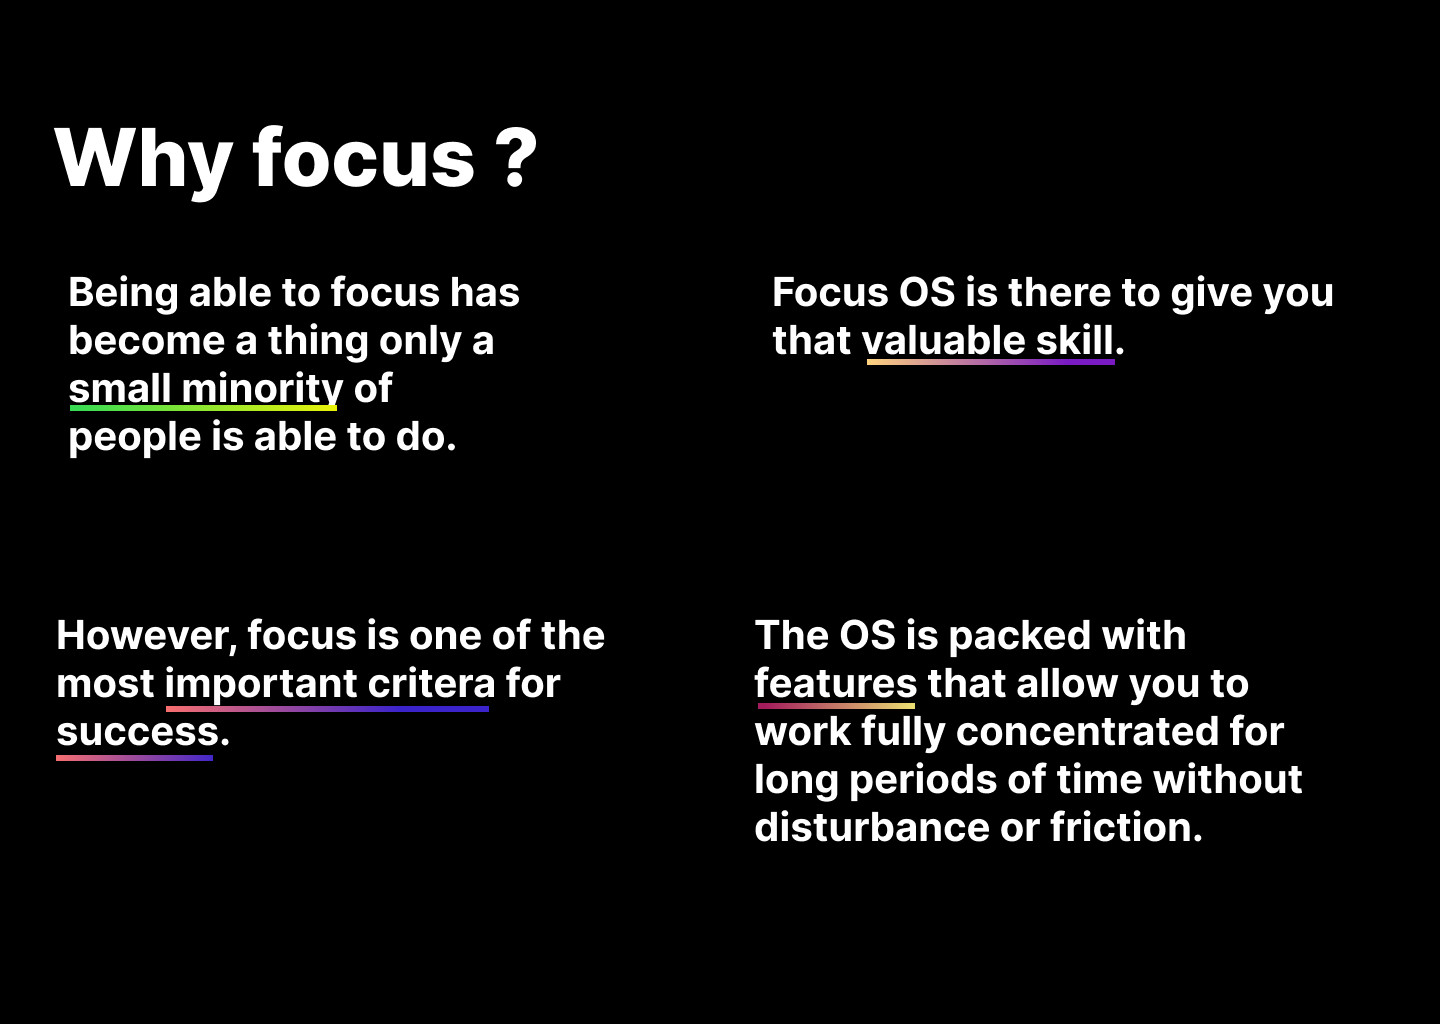 Why focus ?
Being able to focus has
become a thing only a
small minority of
people is able to do.
Focus OS is there to give you
that valuable skill.
However, focus is one of the
most important critera for
success.
The OS is packed with
features that allow you to
work fully concentrated for
long periods of time without
disturbance or friction.